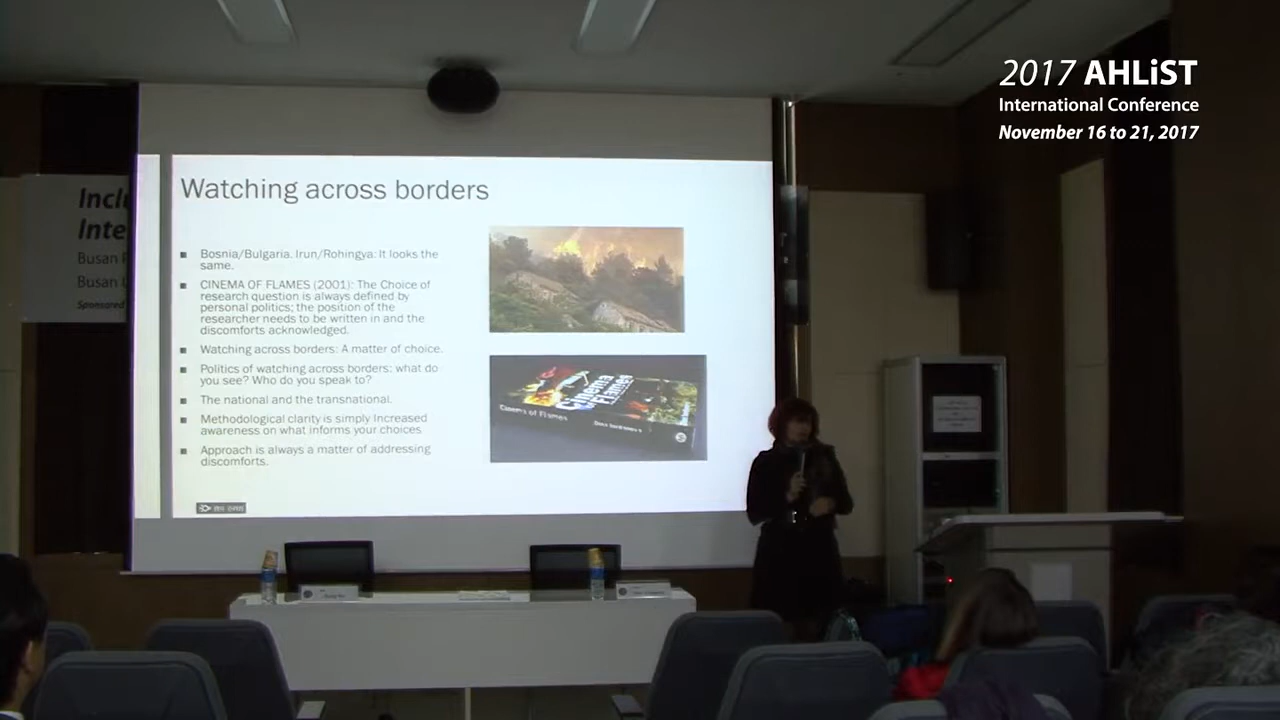 2017 AHLiST
International Conference
November 16 to 21, 2017
Incl
Inte
Busan
Busan
Sponsored
Watching across borders
Bosnia/Bulgaria. Irun/Rohingya: It looks the
same.
CINEMA OF FLAMES (2001): The Choice of
research question is always defined by
personal politics; the position of the
researcher needs to be written in and the
discomforts acknowledged.
Watching across borders: A matter of choice.
Politics of watching across borders: what do
you see? Who do you speak to?
The national and the transnational.
Methodological clarity is simply Increased
awareness on what informs your choices
Approach is always a matter of addressing
discomforts.
Cinema
Flames
Cinema of Flames